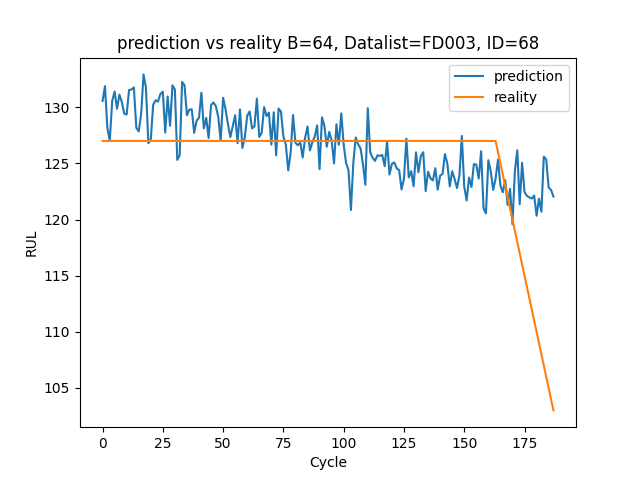 prediction vs reality B=64, Datalist=FD003, ID=68
prediction
reality
RUL
130
125
120
115
110
105
0 25 50 75 100 125 150 175
Cycle